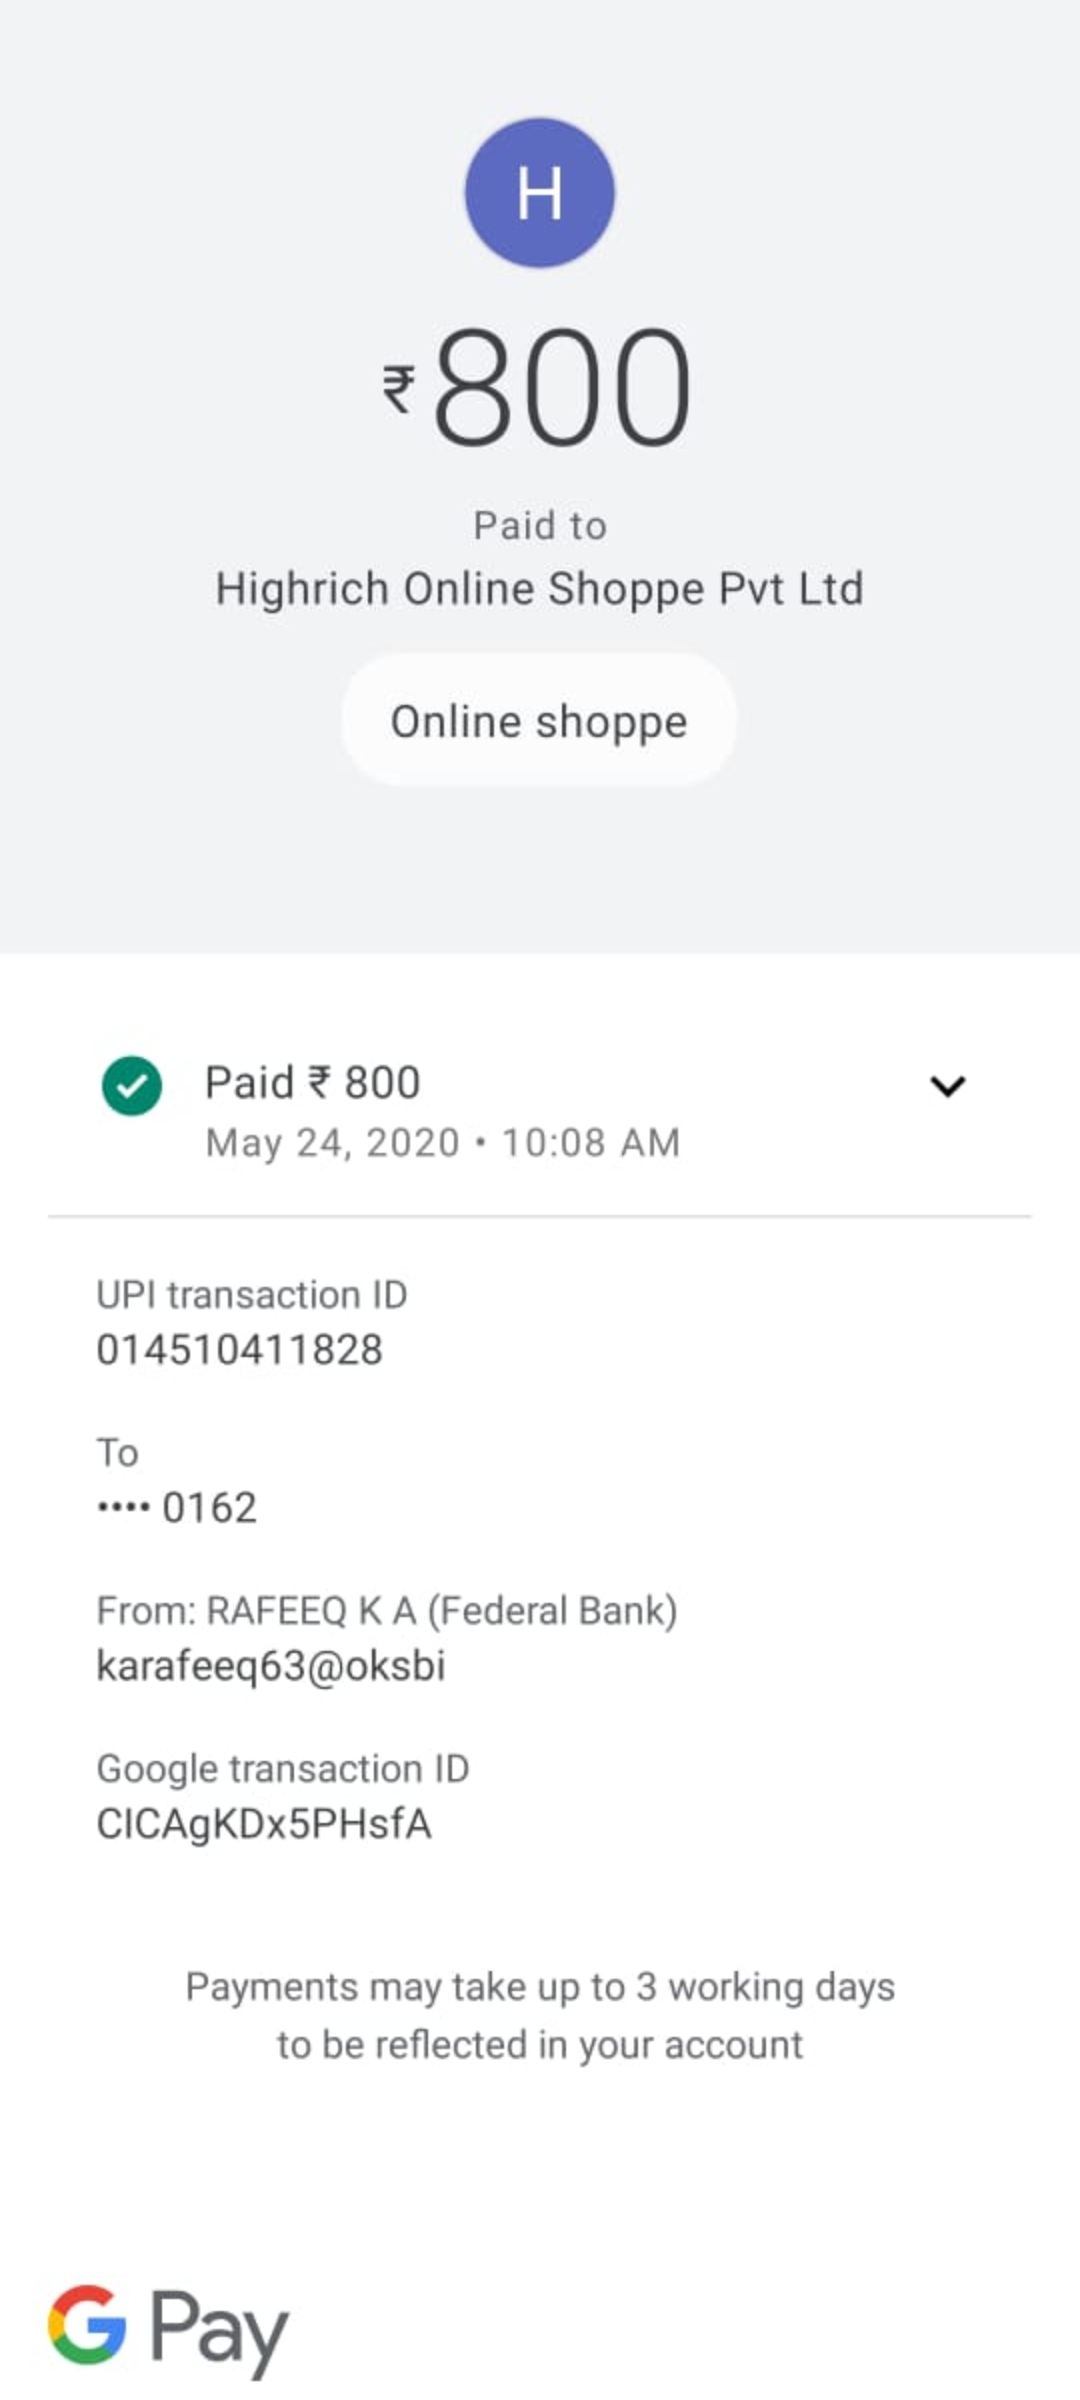 H
₹800
Paid to
Highrich Online Shoppe Pvt Ltd
Online shoppe
Paid ₹ 800
May 24, 2020 • 10:08 AM
UPI transaction ID
014510411828
To
•••• 0162
From: RAFEEQ K A (Federal Bank)
karafeeq63@oksbi
Google transaction ID
CICAgKDx5PHsfA
Payments may take up to 3 working days
to be reflected in your account
G Pay